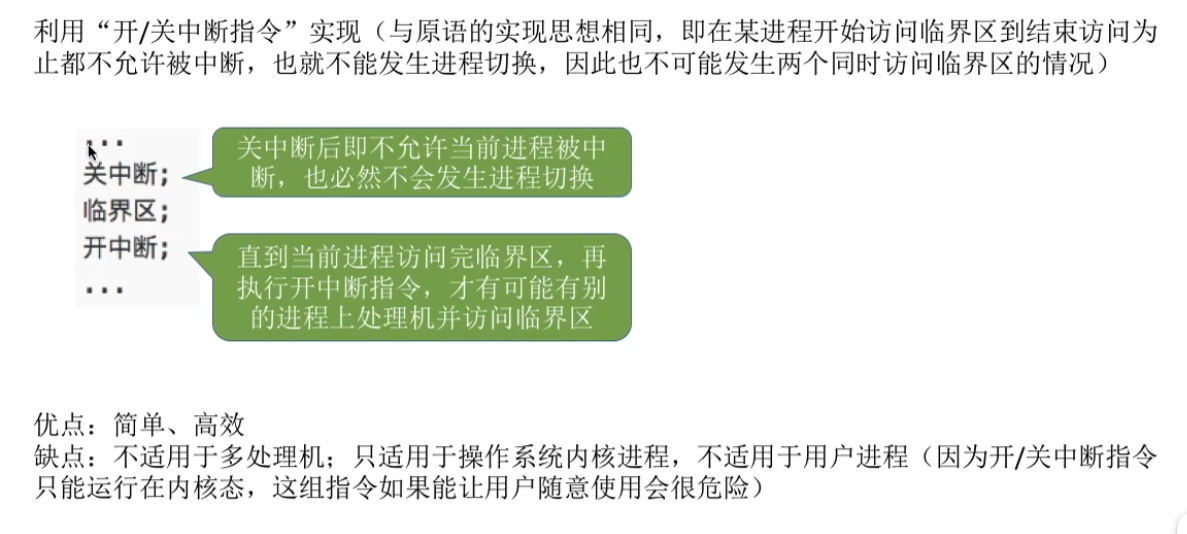 利用“开/关中断指令”实现（与原语的实现思想相同，即在某进程开始访问临界区到结束访问为
止都不允许被中断，也就不能发生进程切换，因此也不可能发生两个同时访问临界区的情况）
...
关中断;
临界区;
开中断;
...
关中断后即不允许当前进程被中
断，也必然不会发生进程切换
直到当前进程访问完临界区，再
执行开中断指令，才有可能有别
的进程上处理机并访问临界区
优点：简单、高效
缺点：不适用于多处理机；只适用于操作系统内核进程，不适用于用户进程（因为开/关中断指令
只能运行在内核态，这组指令如果能让用户随意使用会很危险）